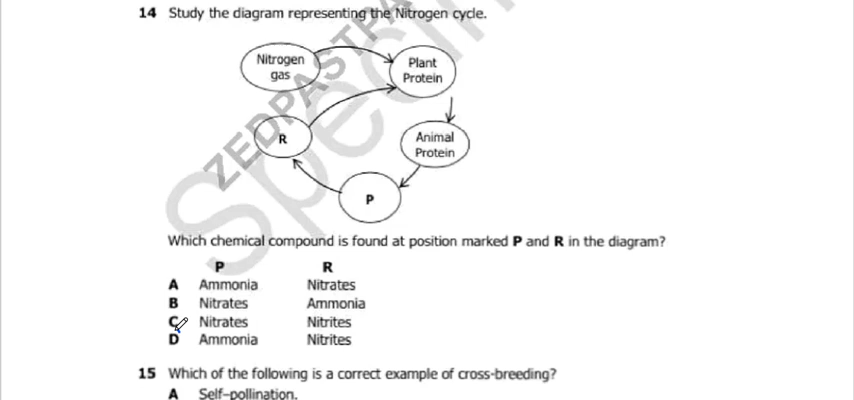 14 Study the diagram representing the Nitrogen cycle.
Nitrogen
gas
Plant
Protein
R
Animal
Protein
P
ZEDPASTPA
Specim
Which chemical compound is found at position marked P and R in the diagram?
P R
A Ammonia Nitrates
B Nitrates Ammonia
C Nitrates Nitrites
D Ammonia Nitrites
15 Which of the following is a correct example of cross-breeding?
A Self-pollination.